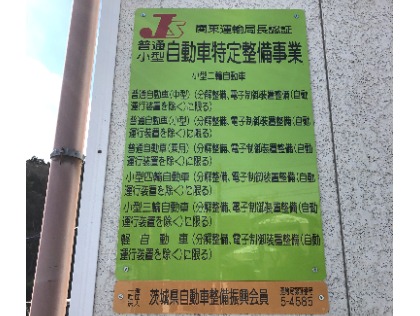 JS 関東運輸局長認証
普通
小型 自動車特定整備事業
小型二輪自動車
普通自動車(中型)(分解整備、電子制御装置整備(自動
運行装置を除く)に限る)
普通自動車(小型)(分解整備、電子制御装置整備(自動
運行装置を除く)に限る)
普通自動車(乗用)(分解整備、電子制御装置整備(自動
運行装置を除く)に限る)
小型四輪自動車(分解整備、電子制御装置整備(自動
運行装置を除く)に限る)
小型三輪自動車(分解整備、電子制御装置整備(自動
運行装置を除く)に限る)
軽自動車(分解整備、電子制御装置整備(自動
運行装置を除く)に限る)
一般
社団
法人 茨城県自動車整備振興会員
5-4585